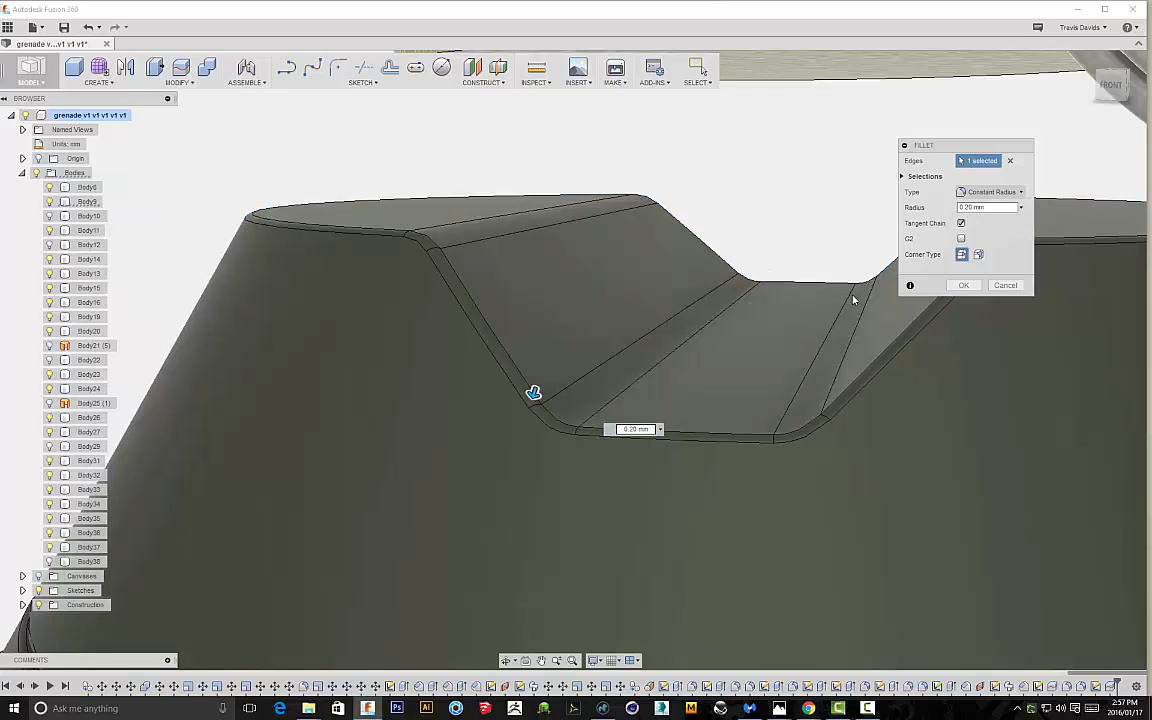 Autodesk Fusion 360
Travis Davids
grenade v...v1 v1 v1*
MODEL
CREATE
MODIFY
ASSEMBLE
SKETCH
CONSTRUCT
INSPECT
INSERT
MAKE
ADD-INS
SELECT
BROWSER
grenade v1 v1 v1 v1 v1
Named Views
Units: mm
Origin
Bodies
Body8
Body9
Body10
Body11
Body12
Body14
Body13
Body15
Body16
Body19
Body20
Body21 (5)
Body22
Body23
Body24
Body25 (1)
Body26
Body27
Body29
Body31
Body32
Body33
Body34
Body35
Body36
Body37
Body38
Canvases
Sketches
Construction
FRONT
FILLET
Edges
1 selected
Selections
Type
Constant Radius
Radius
0.20 mm
Tangent Chain
G2
Corner Type
OK
Cancel
0.20 mm
COMMENTS
Ask me anything
2:57 PM
2016/01/17